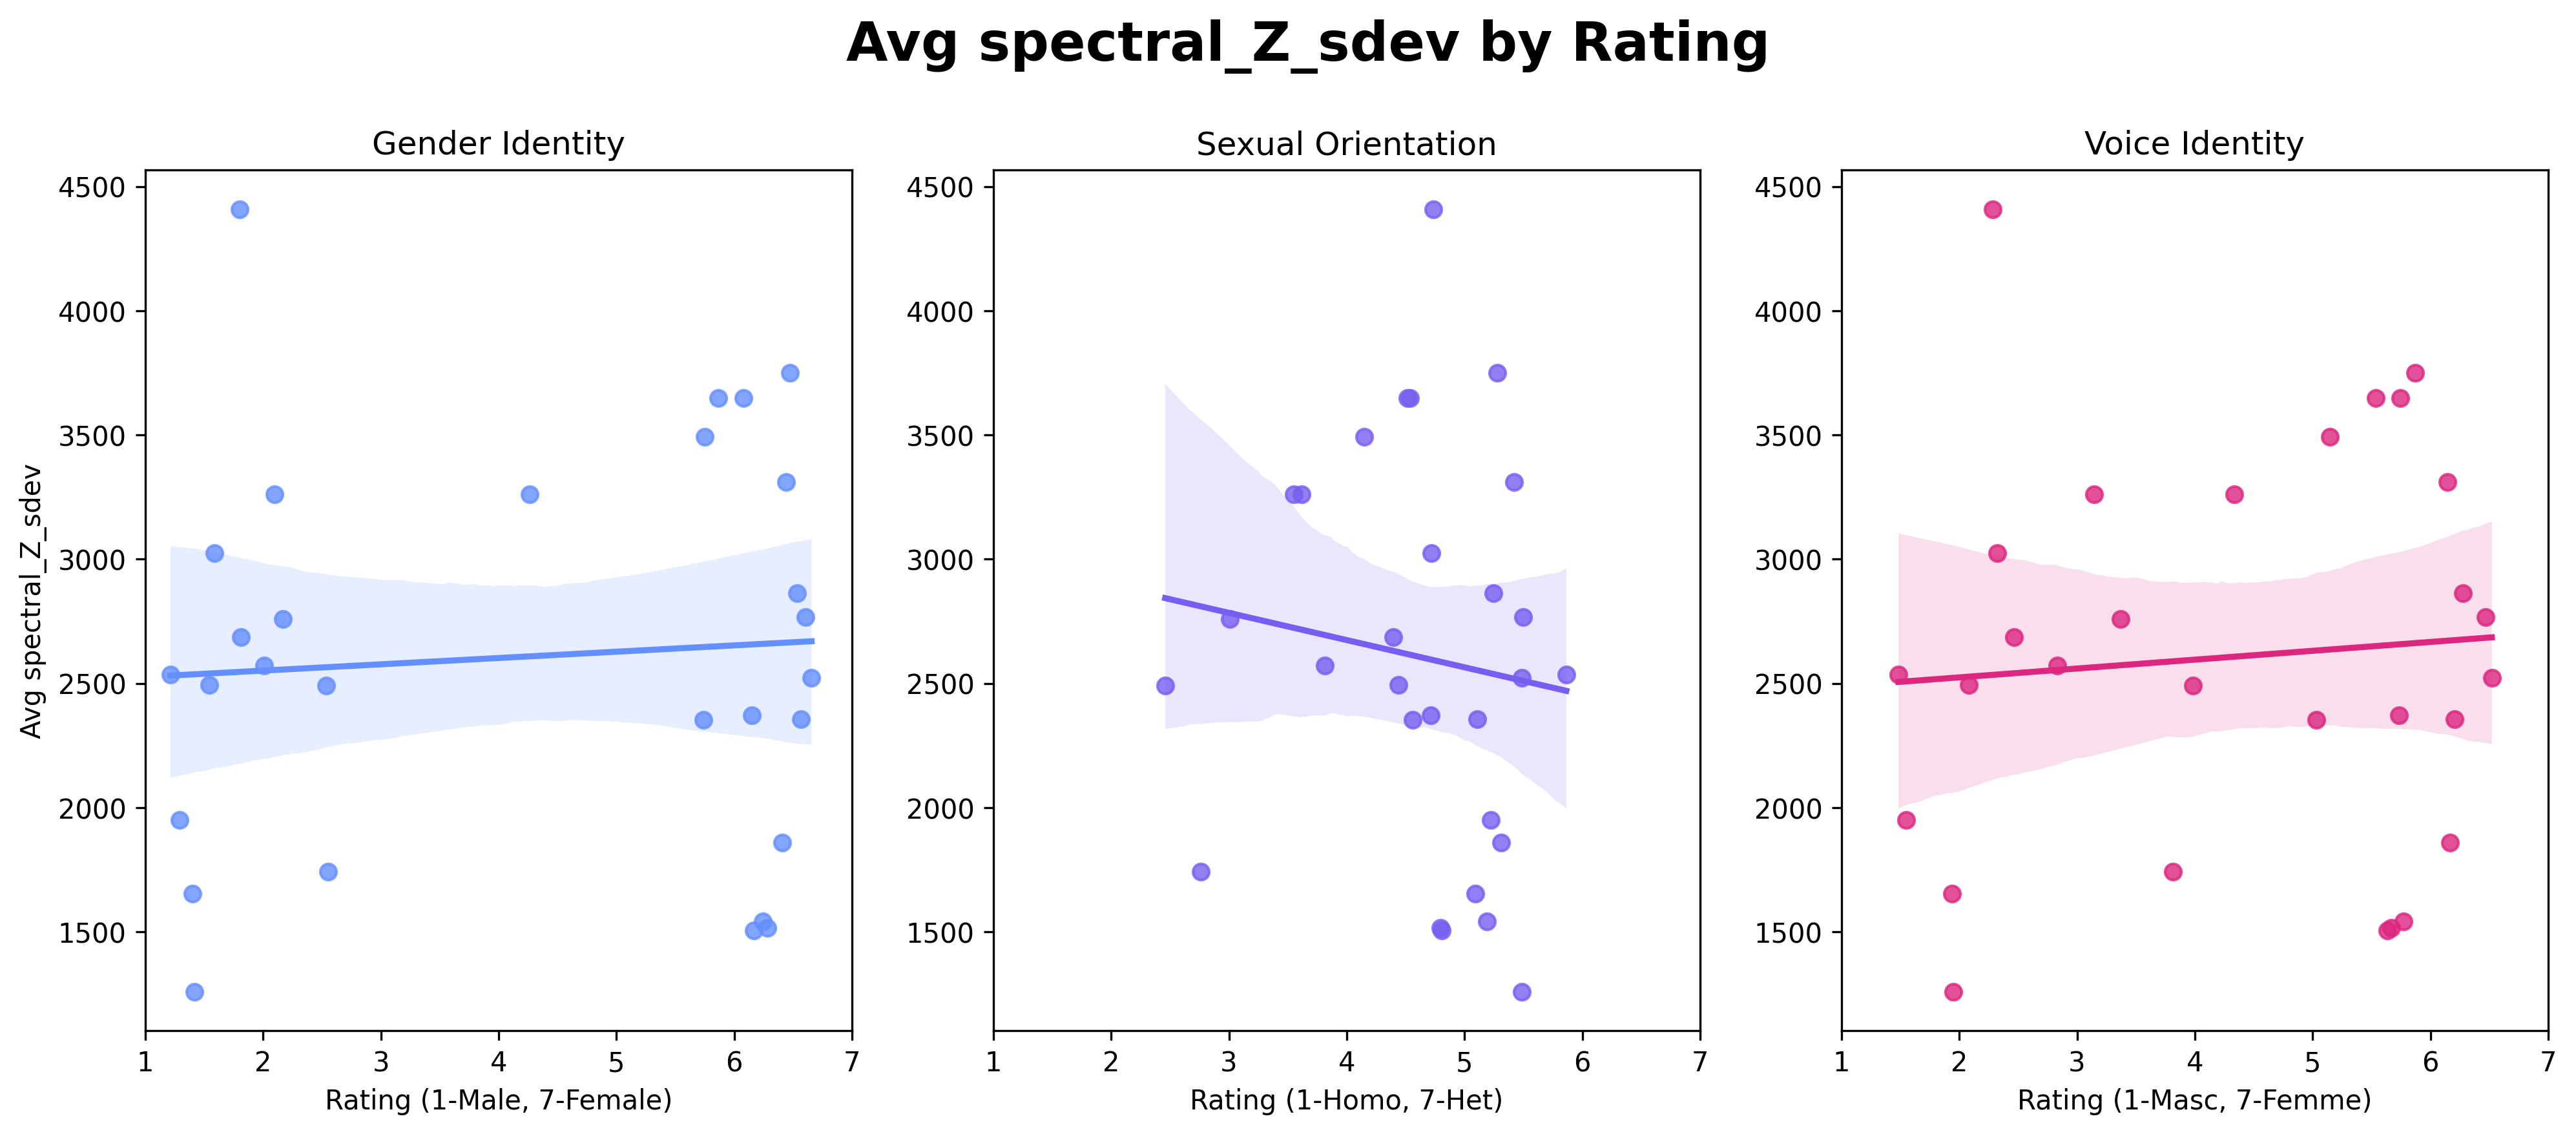 Avg spectral_Z_sdev by Rating
Gender Identity
Sexual Orientation
Voice Identity
4500
4000
3500
3000
2500
2000
1500
Avg spectral_Z_sdev
1 2 3 4 5 6 7
Rating (1-Male, 7-Female)
4500
4000
3500
3000
2500
2000
1500
1 2 3 4 5 6 7
Rating (1-Homo, 7-Het)
4500
4000
3500
3000
2500
2000
1500
1 2 3 4 5 6 7
Rating (1-Masc, 7-Femme)